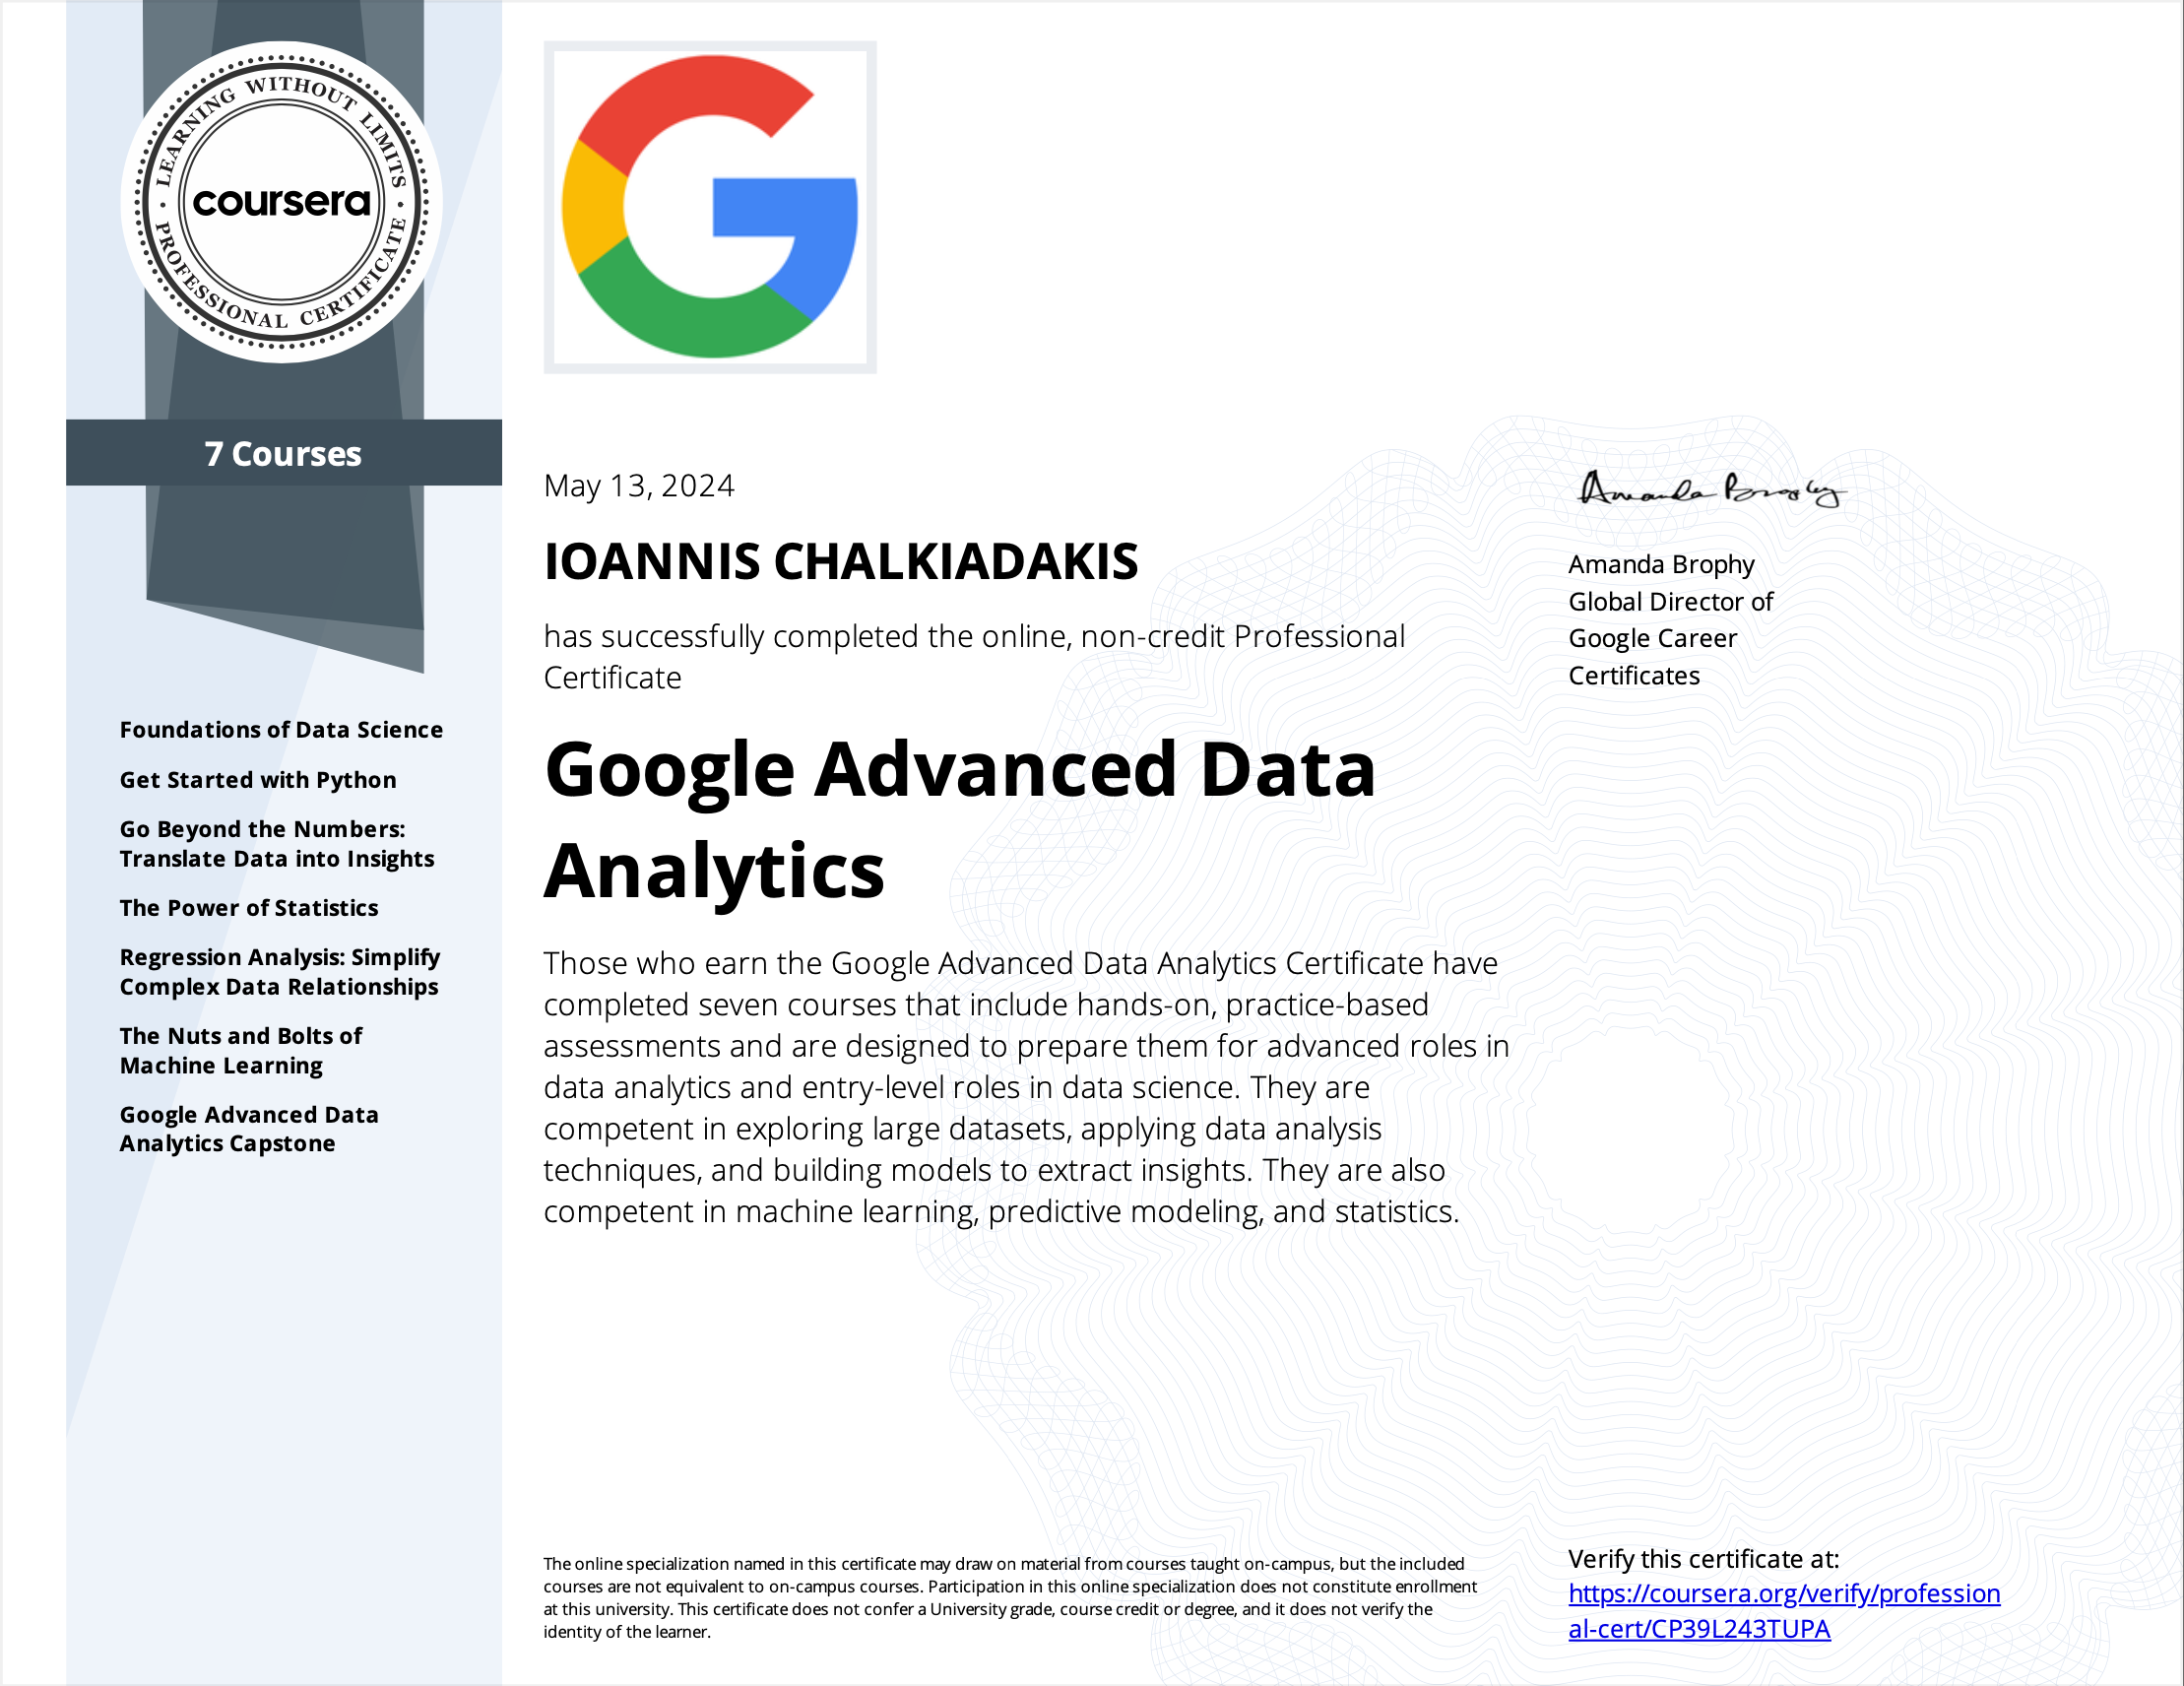 LEARNING WITHOUT LIMITS
coursera
PROFESSIONAL CERTIFICATE
7 Courses
Foundations of Data Science
Get Started with Python
Go Beyond the Numbers:
Translate Data into Insights
The Power of Statistics
Regression Analysis: Simplify
Complex Data Relationships
The Nuts and Bolts of
Machine Learning
Google Advanced Data
Analytics Capstone
May 13, 2024
IOANNIS CHALKIADAKIS
has successfully completed the online, non-credit Professional
Certificate
Google Advanced Data
Analytics
Those who earn the Google Advanced Data Analytics Certificate have
completed seven courses that include hands-on, practice-based
assessments and are designed to prepare them for advanced roles in
data analytics and entry-level roles in data science. They are
competent in exploring large datasets, applying data analysis
techniques, and building models to extract insights. They are also
competent in machine learning, predictive modeling, and statistics.
Amanda Brophy
Amanda Brophy
Global Director of
Google Career
Certificates
The online specialization named in this certificate may draw on material from courses taught on-campus, but the included
courses are not equivalent to on-campus courses. Participation in this online specialization does not constitute enrollment
at this university. This certificate does not confer a University grade, course credit or degree, and it does not verify the
identity of the learner.
Verify this certificate at:
https://coursera.org/verify/profession
al-cert/CP39L243TUPA